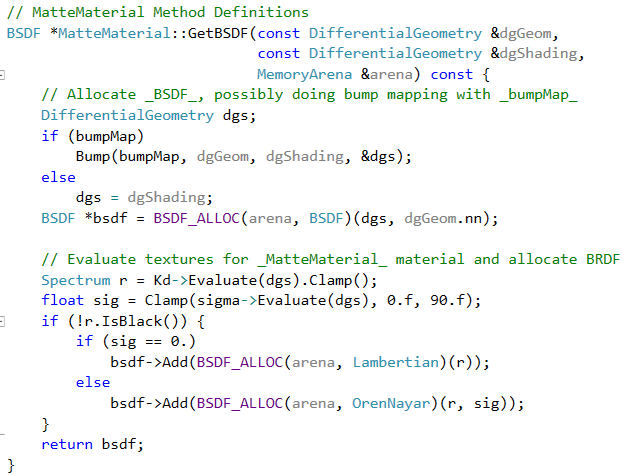 // MatteMaterial Method Definitions
BSDF *MatteMaterial::GetBSDF(const DifferentialGeometry &dgGeom,
                             const DifferentialGeometry &dgShading,
                             MemoryArena &arena) const {
    // Allocate _BSDF_, possibly doing bump mapping with _bumpMap_
    DifferentialGeometry dgs;
    if (bumpMap)
        Bump(bumpMap, dgGeom, dgShading, &dgs);
    else
        dgs = dgShading;
    BSDF *bsdf = BSDF_ALLOC(arena, BSDF)(dgs, dgGeom.nn);

    // Evaluate textures for _MatteMaterial_ material and allocate BRDF
    Spectrum r = Kd->Evaluate(dgs).Clamp();
    float sig = Clamp(sigma->Evaluate(dgs), 0.f, 90.f);
    if (!r.IsBlack()) {
        if (sig == 0.)
            bsdf->Add(BSDF_ALLOC(arena, Lambertian)(r));
        else
            bsdf->Add(BSDF_ALLOC(arena, OrenNayar)(r, sig));
    }
    return bsdf;
}